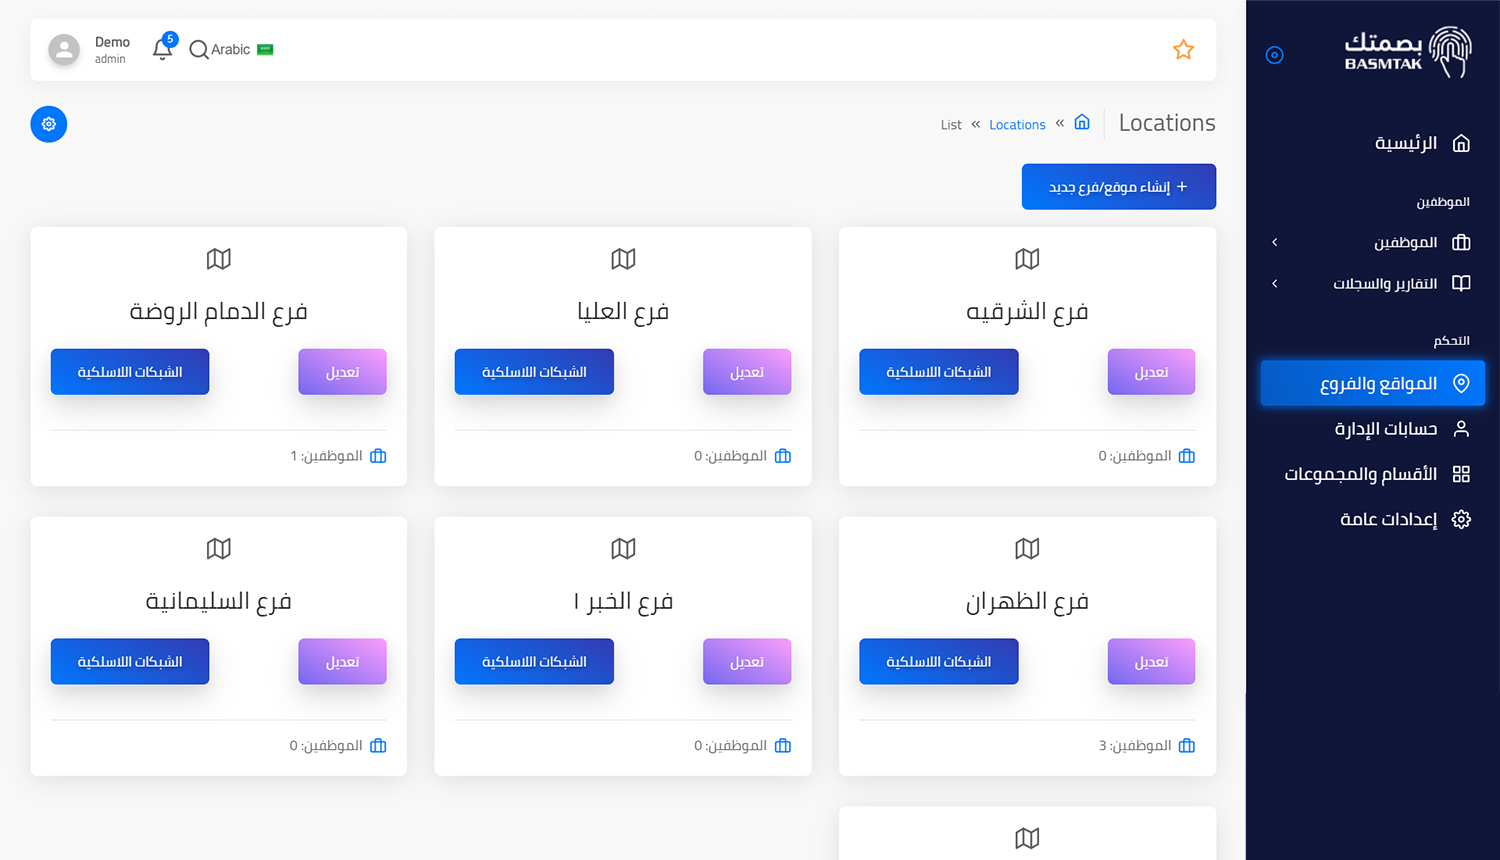 بصمتك
BASMTAK
الرئيسية
الموظفين
الموظفين
التقارير والسجلات
التحكم
المواقع والفروع
حسابات الإدارة
الأقسام والمجموعات
إعدادات عامة
Demo
admin
5
Arabic
Locations
» Locations » List
+ إنشاء موقع/فرع جديد
فرع الشرقيه
تعديل الشبكات اللاسلكية
الموظفين: 0
فرع العليا
تعديل الشبكات اللاسلكية
الموظفين: 0
فرع الدمام الروضة
تعديل الشبكات اللاسلكية
الموظفين: 1
فرع الظهران
تعديل الشبكات اللاسلكية
الموظفين: 3
فرع الخبر ١
تعديل الشبكات اللاسلكية
الموظفين: 0
فرع السليمانية
تعديل الشبكات اللاسلكية
الموظفين: 0